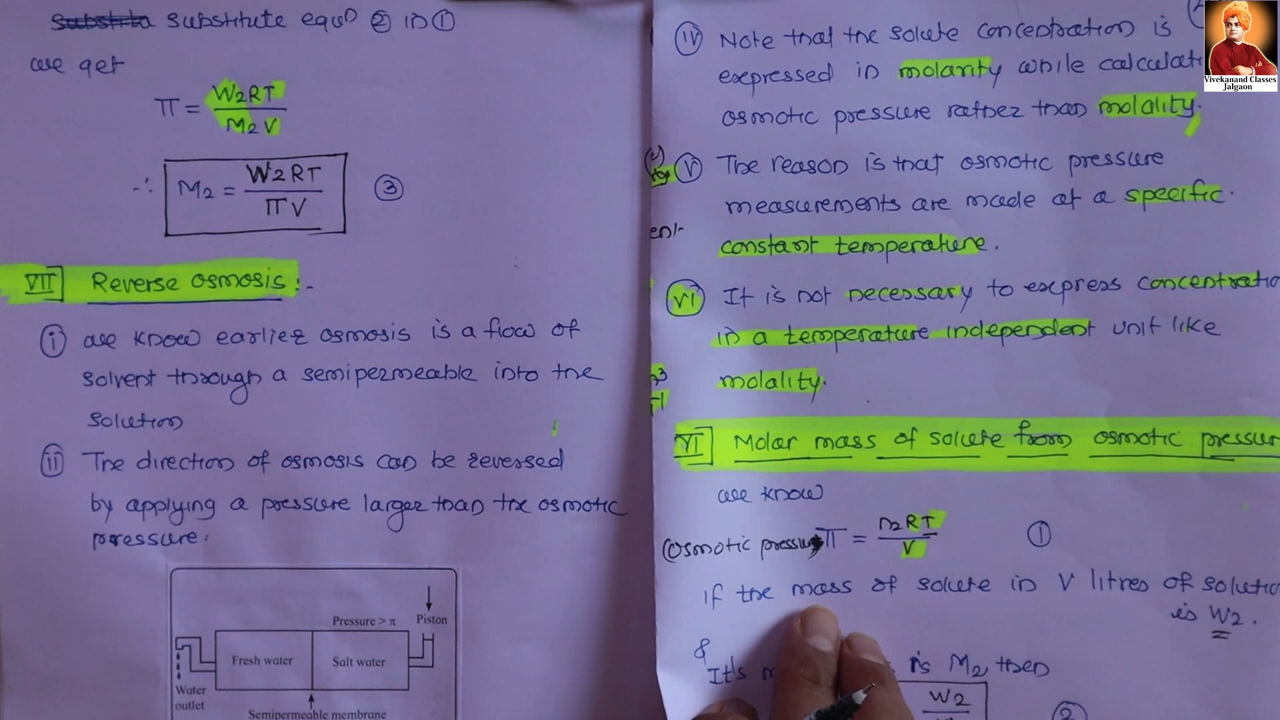 substitute equn ② in ①
we get
π = W2RT / M2 V
∴ M2 = W2RT / πV ③
VII] Reverse osmosis :-
i) we know earlier osmosis is a flow of
solvent through a semipermeable into the
solution
ii) The direction of osmosis can be reversed
by applying a pressure larger than the osmotic
pressure.
Pressure > π Piston
Fresh water Salt water
Water
outlet
Semipermeable membrane
iv) Note that the solute concentration is
expressed in molarity while calculati
osmotic pressure rather than molality.
v) The reason is that osmotic pressure
measurements are made at a specific
constant temperature.
vi) It is not necessary to express concentratio
in a temperature independent unit like
molality.
VI] Molar mass of solute from osmotic pressur
we know
(osmotic pressure) π = n2RT / V ①
if the mass of solute in V litres of solutio
is W2.
&
It's is M2 then
W2
②
Vivekanand Classes
Jalgaon